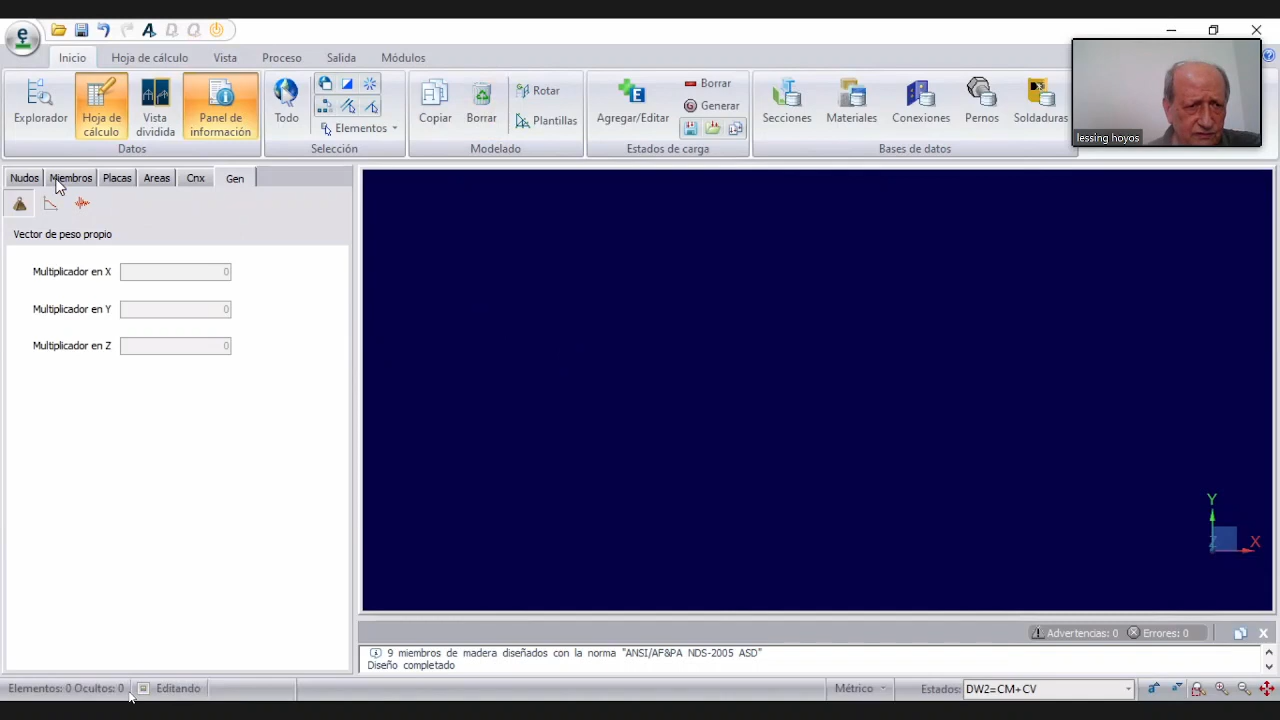 Inicio Hoja de cálculo Vista Proceso Salida Módulos
Explorador Hoja de cálculo Vista dividida Panel de información
Datos
Todo
Elementos
Selección
Copiar Borrar Rotar Plantillas
Modelado
Agregar/Editar Borrar Generar
Estados de carga
Secciones Materiales Conexiones Pernos Soldaduras
Bases de datos
lessing hoyos
Nudos Miembros Placas Areas Cnx Gen
Vector de peso propio
Multiplicador en X 0
Multiplicador en Y 0
Multiplicador en Z 0
Y
Z X
Advertencias: 0 Errores: 0
9 miembros de madera diseñados con la norma "ANSI/AF&PA NDS-2005 ASD"
Diseño completado
Elementos: 0 Ocultos: 0 Editando Métrico Estados: DW2=CM+CV